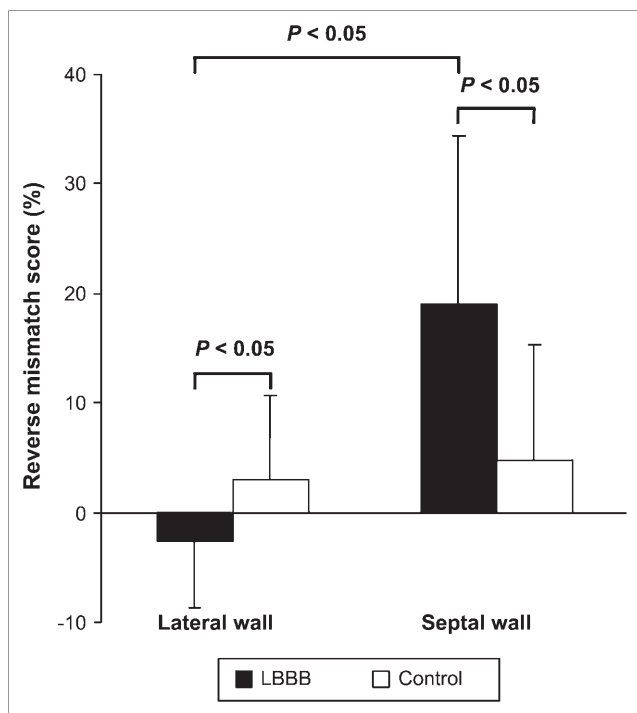 P < 0.05
40
P < 0.05
30
20
P < 0.05
10
0
-10
Reverse mismatch score (%)
Lateral wall
Septal wall
LBBB
Control